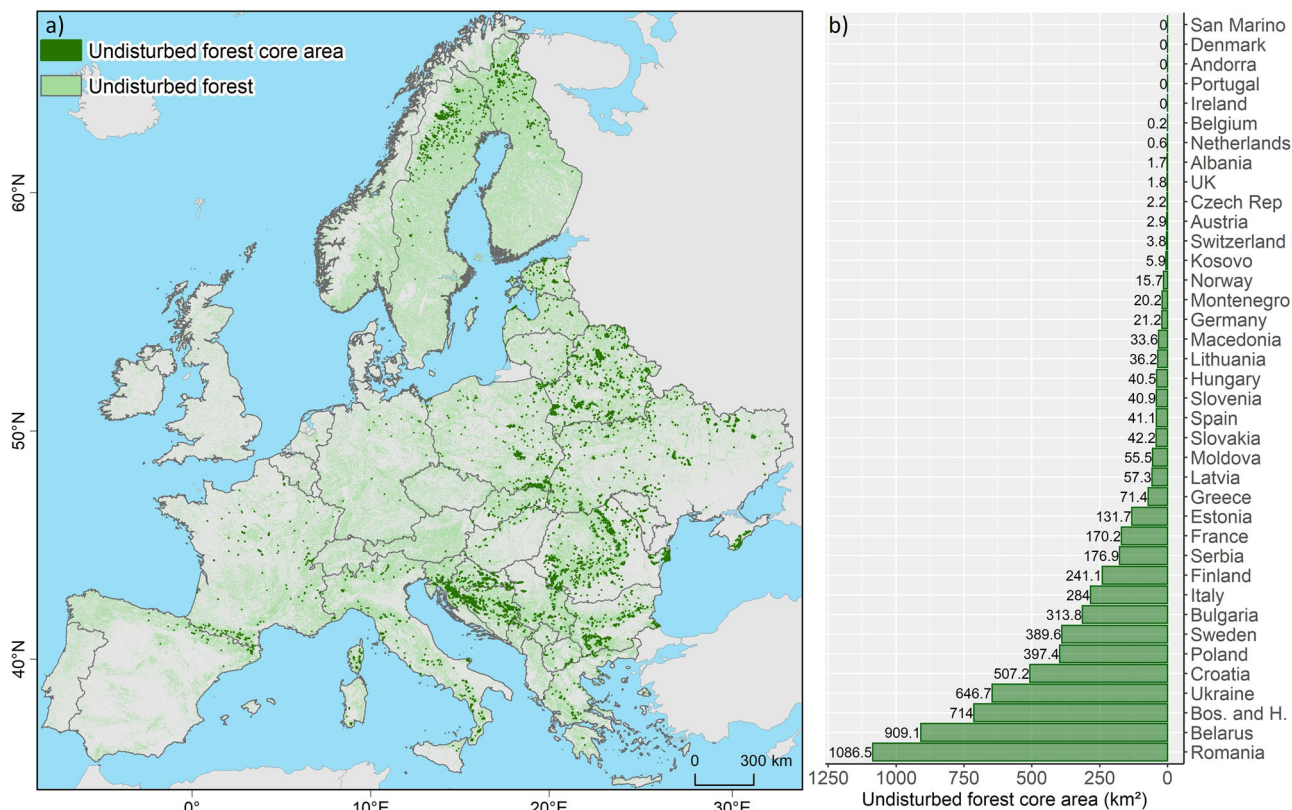 a)
Undisturbed forest core area
Undisturbed forest
60°N
50°N
40°N
0°
10°E
20°E
30°E
0 300 km
b)
0 San Marino
0 Denmark
0 Andorra
0 Portugal
0 Ireland
0.2 Belgium
0.6 Netherlands
1.7 Albania
1.8 UK
2.2 Czech Rep
2.9 Austria
3.8 Switzerland
5.9 Kosovo
15.7 Norway
20.2 Montenegro
21.2 Germany
33.6 Macedonia
36.2 Lithuania
40.5 Hungary
40.9 Slovenia
41.1 Spain
42.2 Slovakia
55.5 Moldova
57.3 Latvia
71.4 Greece
131.7 Estonia
170.2 France
176.9 Serbia
241.1 Finland
284 Italy
313.8 Bulgaria
389.6 Sweden
397.4 Poland
507.2 Croatia
646.7 Ukraine
714 Bos. and H.
909.1 Belarus
1086.5 Romania
1250 1000 750 500 250 0
Undisturbed forest core area (km²)